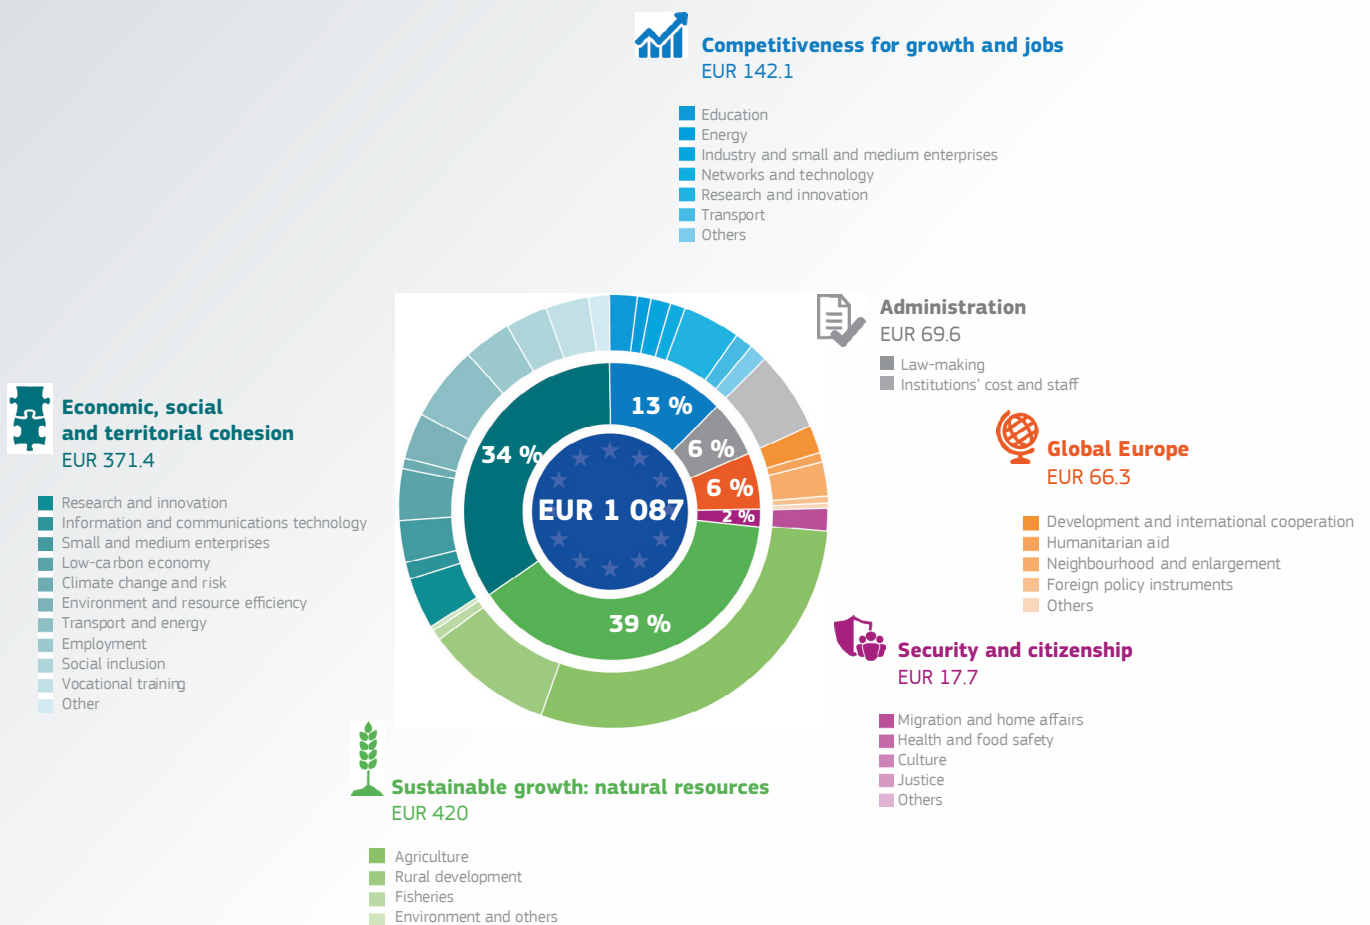 Competitiveness for growth and jobs
EUR 142.1
Education
Energy
Industry and small and medium enterprises
Networks and technology
Research and innovation
Transport
Others
Administration
EUR 69.6
Law-making
Institutions' cost and staff
Economic, social
and territorial cohesion
EUR 371.4
Research and innovation
Information and communications technology
Small and medium enterprises
Low-carbon economy
Climate change and risk
Environment and resource efficiency
Transport and energy
Employment
Social inclusion
Vocational training
Other
13 %
6 %
34 %
6 %
EUR 1 087
2 %
39 %
Global Europe
EUR 66.3
Development and international cooperation
Humanitarian aid
Neighbourhood and enlargement
Foreign policy instruments
Others
Security and citizenship
EUR 17.7
Migration and home affairs
Health and food safety
Culture
Justice
Others
Sustainable growth: natural resources
EUR 420
Agriculture
Rural development
Fisheries
Environment and others